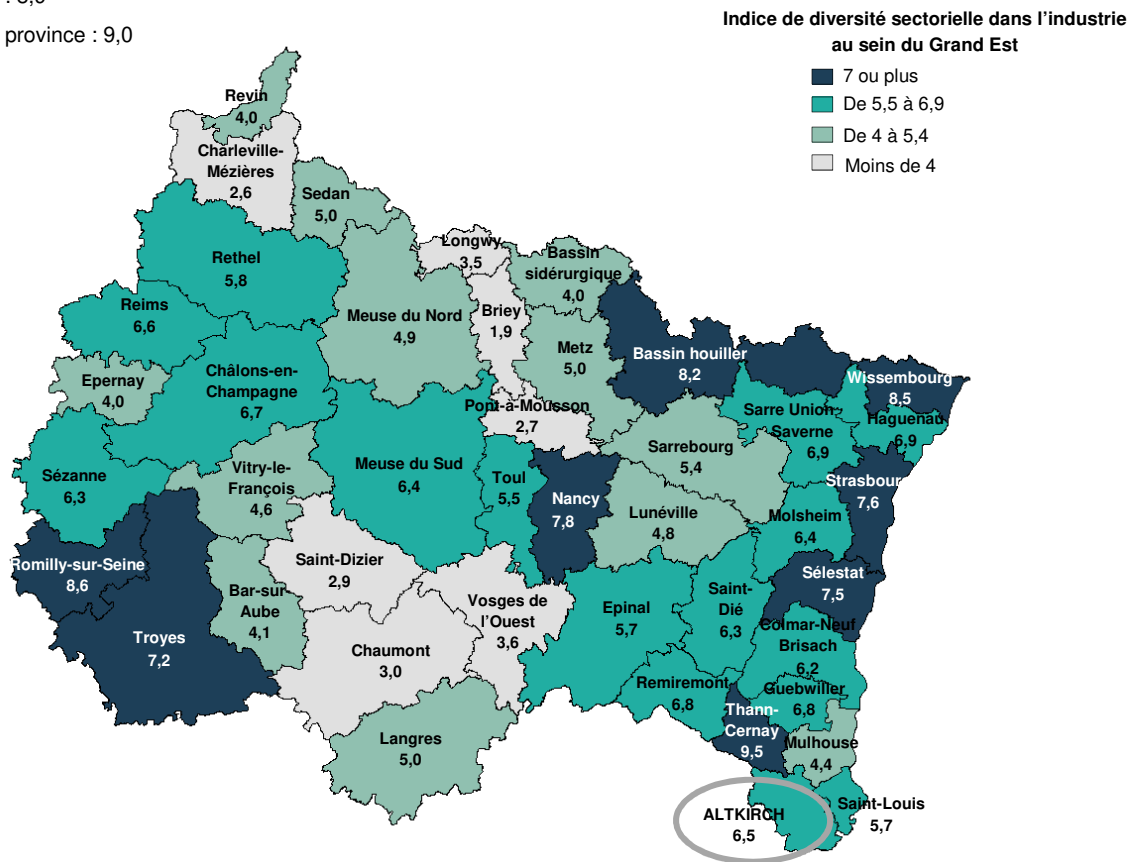 province : 9,0
Indice de diversité sectorielle dans l’industrie
au sein du Grand Est
7 ou plus
De 5,5 à 6,9
De 4 à 5,4
Moins de 4
Revin
4,0
Charleville-
Mézières
2,6
Sedan
5,0
Longwy
3,5
Bassin
sidérurgique
4,0
Rethel
5,8
Reims
6,6
Meuse du Nord
4,9
Briey
1,9
Metz
5,0
Bassin houiller
8,2
Wissembourg
8,5
Epernay
4,0
Châlons-en-
Champagne
6,7
Pont-à-Mousson
2,7
Sarre Union-
Saverne
6,9
Haguenau
6,9
Sarrebourg
5,4
Sézanne
6,3
Vitry-le-
François
4,6
Meuse du Sud
6,4
Toul
5,5
Nancy
7,8
Lunéville
4,8
Strasbourg
7,6
Molsheim
6,4
Romilly-sur-Seine
8,6
Saint-Dizier
2,9
Bar-sur
Aube
4,1
Vosges de
l’Ouest
3,6
Epinal
5,7
Saint-
Dié
6,3
Sélestat
7,5
Colmar-Neuf
Brisach
6,2
Troyes
7,2
Chaumont
3,0
Remiremont
6,8
Guebwiller
6,8
Thann-
Cernay
9,5
Mulhouse
4,4
Langres
5,0
ALTKIRCH
6,5
Saint-Louis
5,7